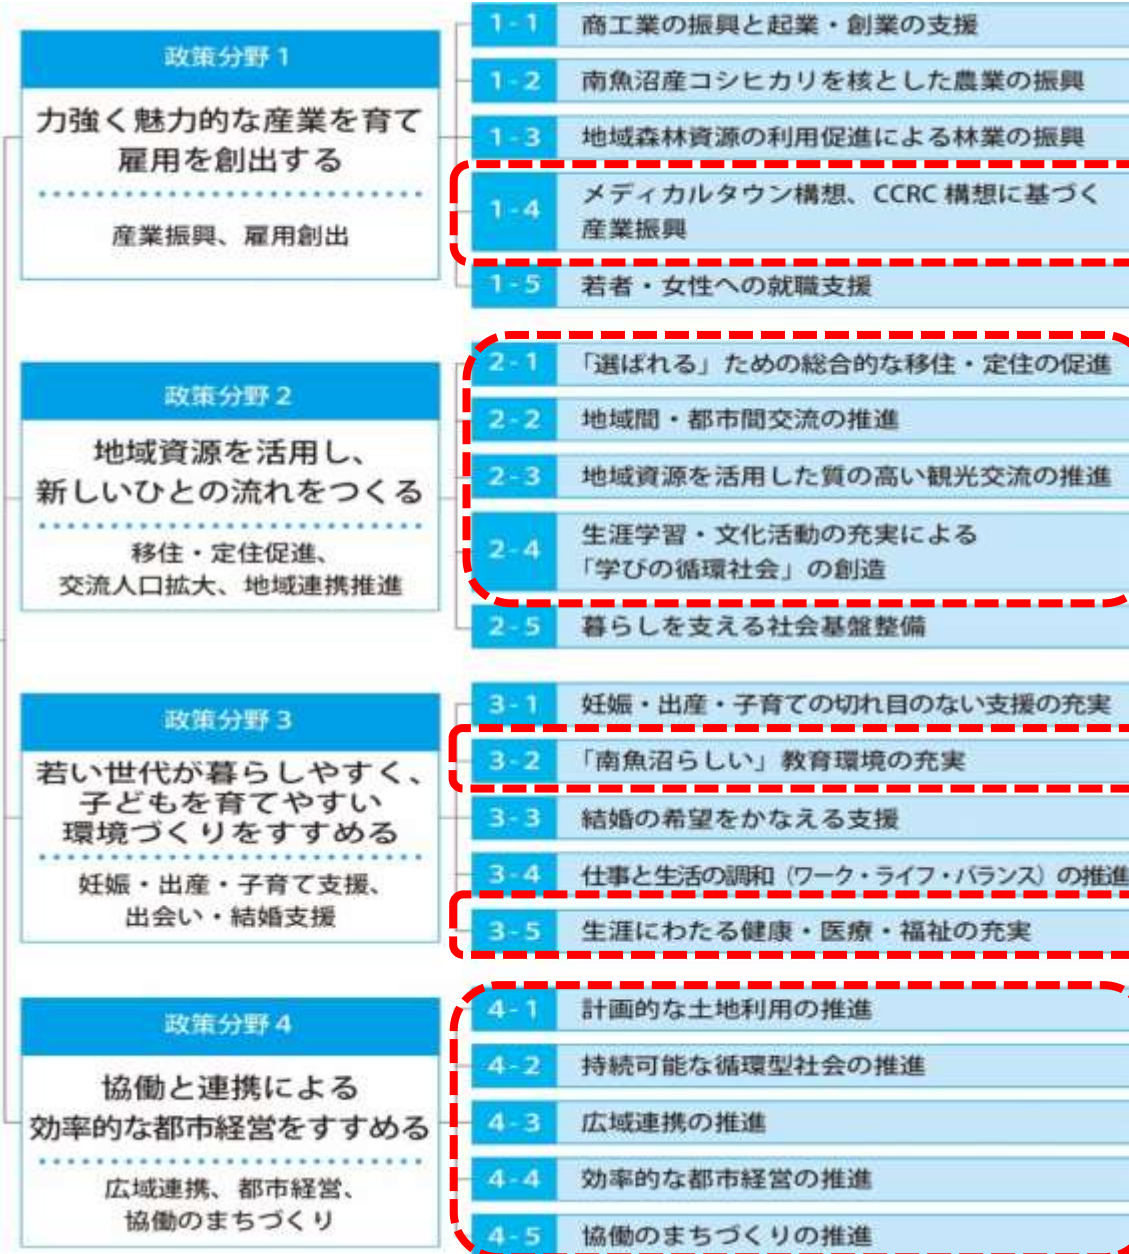 政策分野 1
力強く魅力的な産業を育て
雇用を創出する
産業振興、雇用創出
1 - 1 商工業の振興と起業・創業の支援
1 - 2 南魚沼産コシヒカリを核とした農業の振興
1 - 3 地域森林資源の利用促進による林業の振興
1 - 4 メディカルタウン構想、CCRC 構想に基づく
産業振興
1 - 5 若者・女性への就職支援
政策分野 2
地域資源を活用し、
新しいひとの流れをつくる
移住・定住促進、
交流人口拡大、地域連携推進
2 - 1 「選ばれる」ための総合的な移住・定住の促進
2 - 2 地域間・都市間交流の推進
2 - 3 地域資源を活用した質の高い観光交流の推進
2 - 4 生涯学習・文化活動の充実による
「学びの循環社会」の創造
2 - 5 暮らしを支える社会基盤整備
政策分野 3
若い世代が暮らしやすく、
子どもを育てやすい
環境づくりをすすめる
妊娠・出産・子育て支援、
出会い・結婚支援
3 - 1 妊娠・出産・子育ての切れ目のない支援の充実
3 - 2 「南魚沼らしい」教育環境の充実
3 - 3 結婚の希望をかなえる支援
3 - 4 仕事と生活の調和（ワーク・ライフ・バランス）の推進
3 - 5 生涯にわたる健康・医療・福祉の充実
政策分野 4
協働と連携による
効率的な都市経営をすすめる
広域連携、都市経営、
協働のまちづくり
4 - 1 計画的な土地利用の推進
4 - 2 持続可能な循環型社会の推進
4 - 3 広域連携の推進
4 - 4 効率的な都市経営の推進
4 - 5 協働のまちづくりの推進